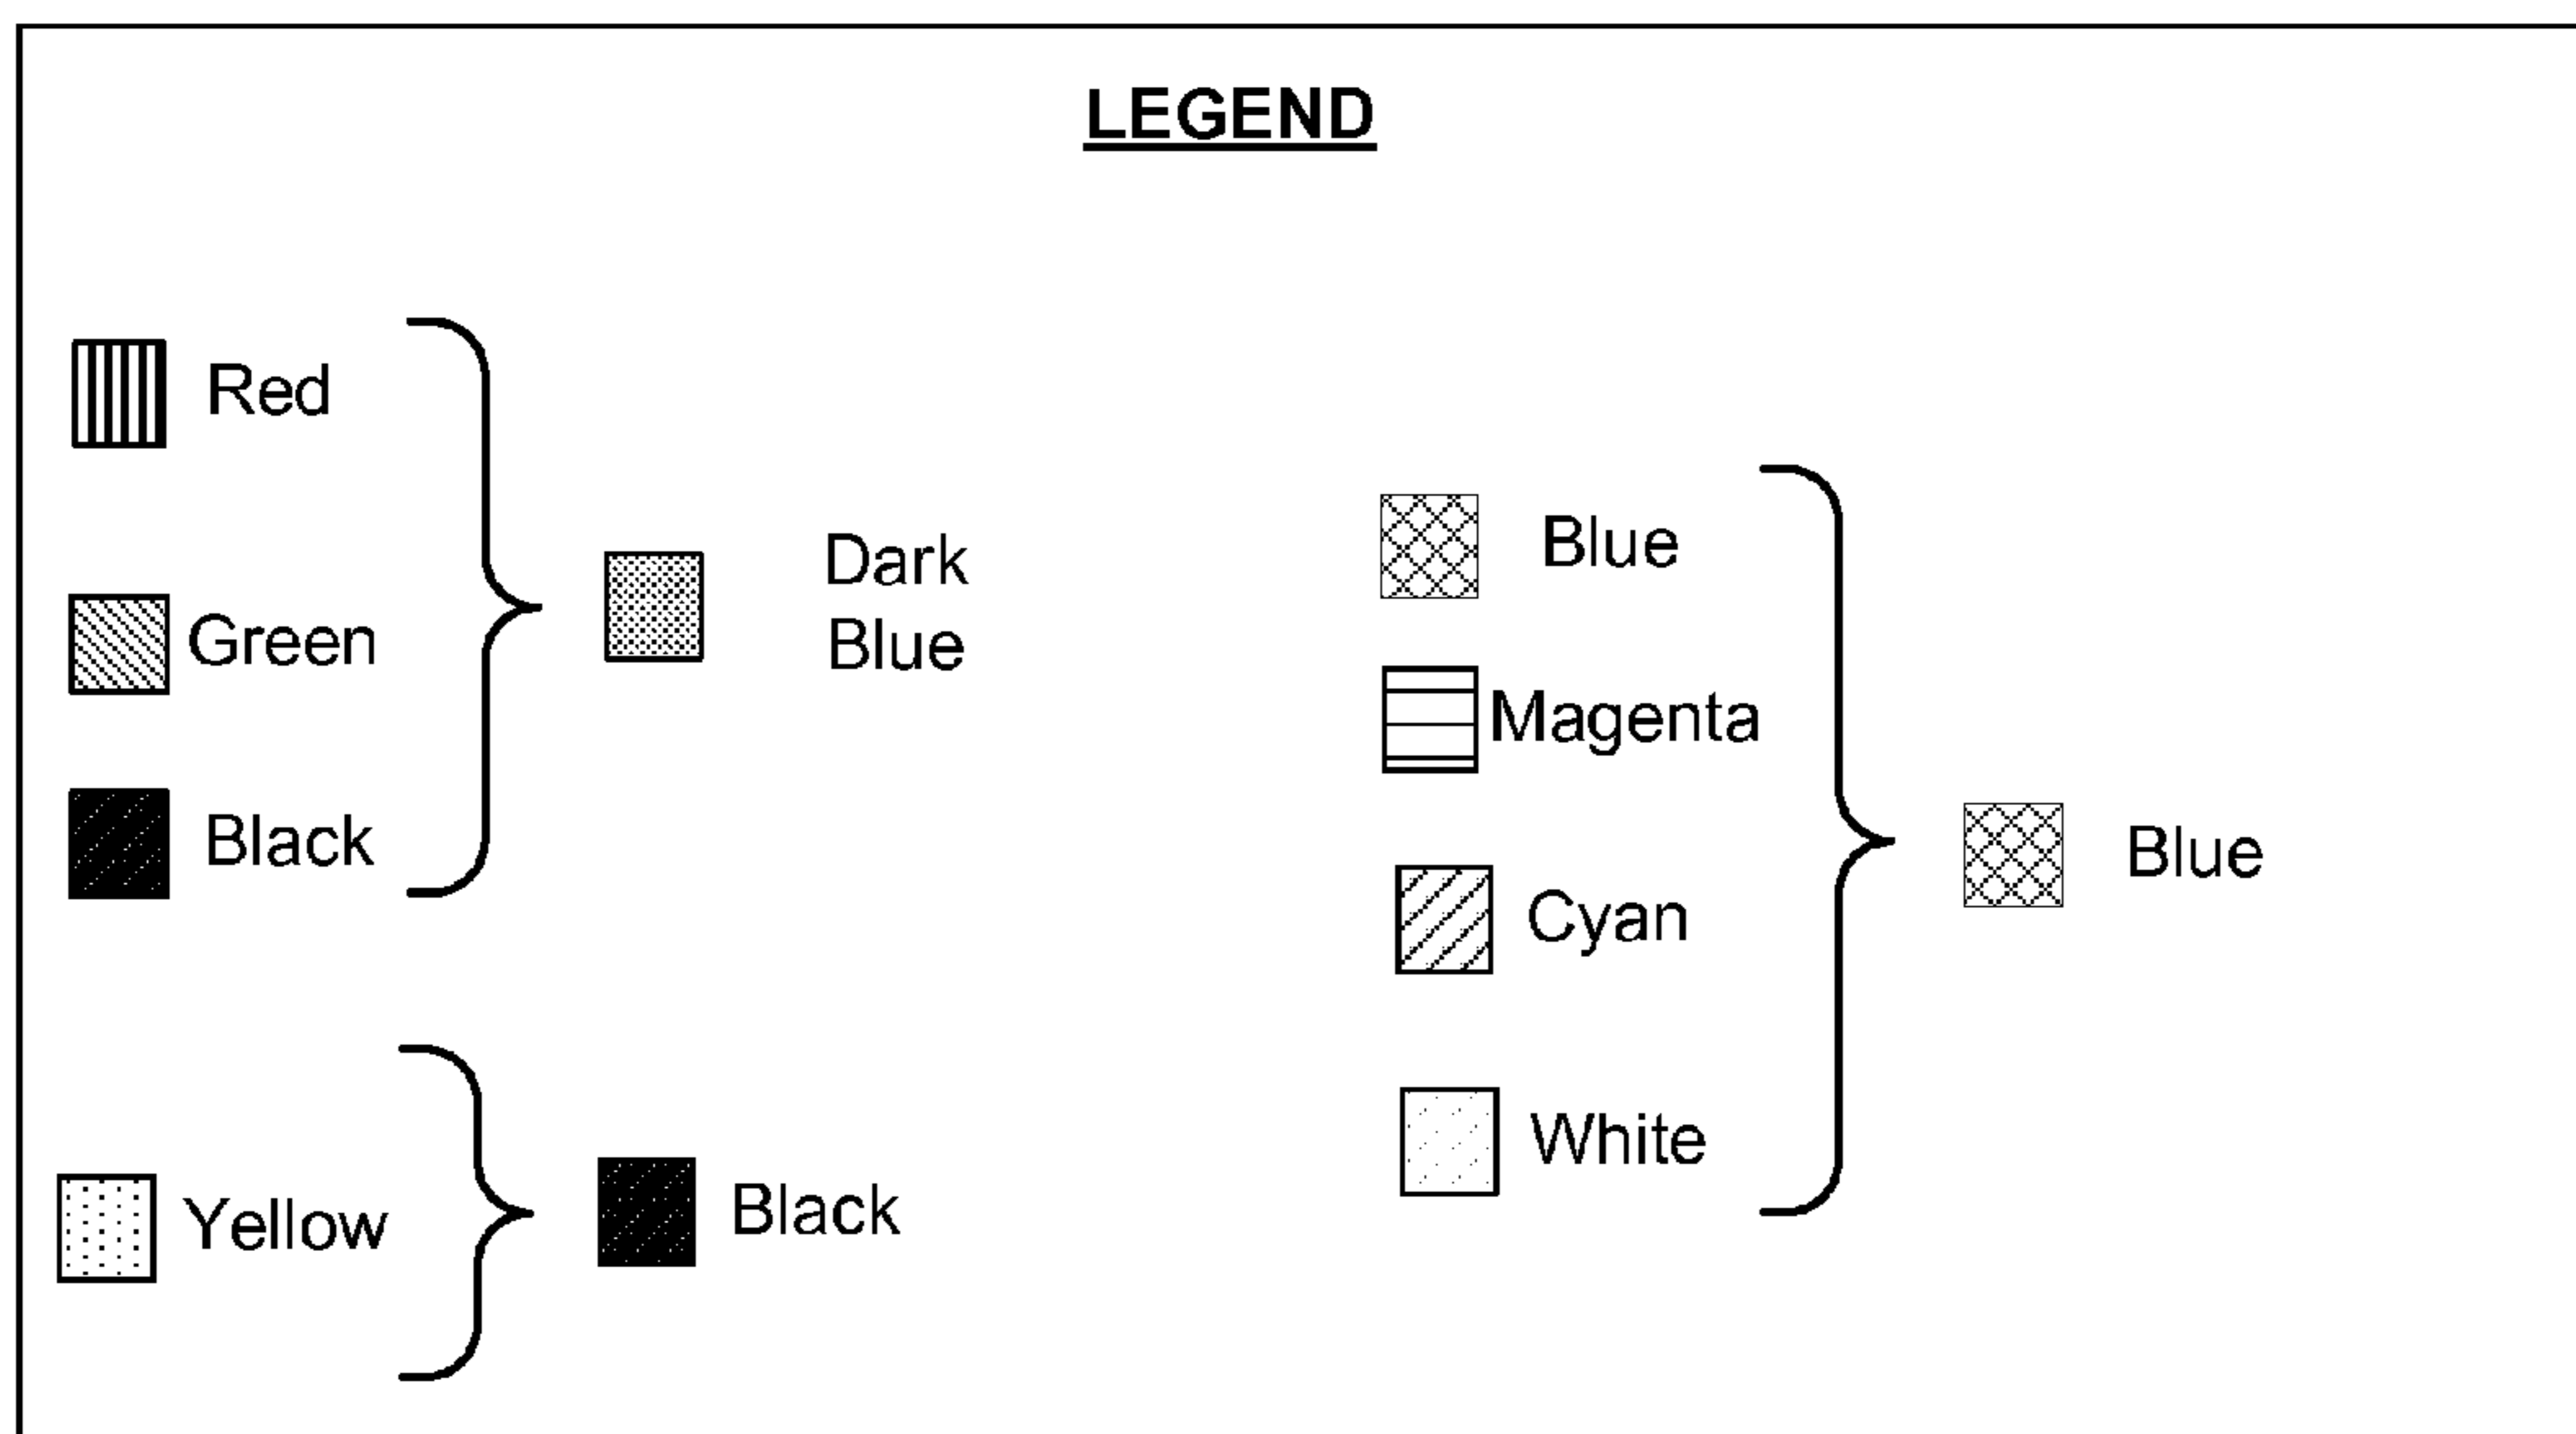 LEGEND
Red
Green
Black
Dark
Blue
Yellow
Black
Blue
Magenta
Cyan
White
Blue